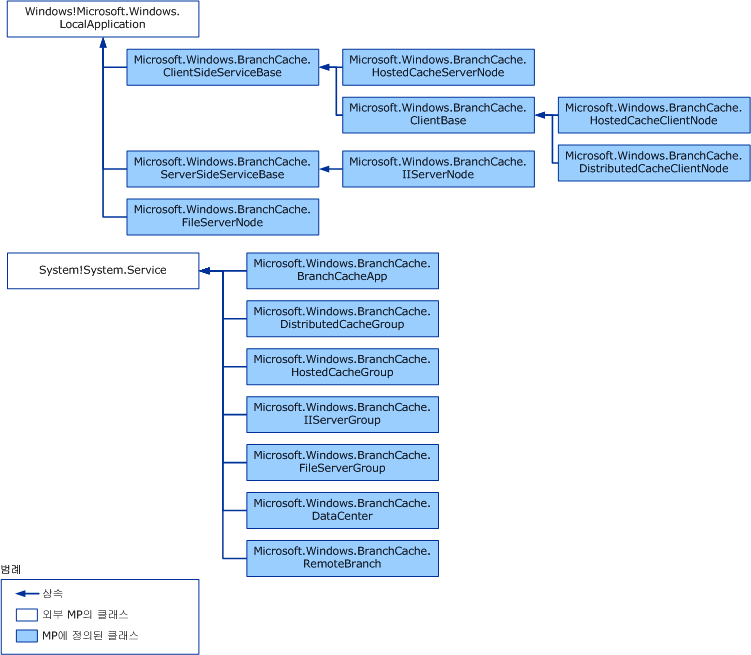 Windows!Microsoft.Windows.
LocalApplication
Microsoft.Windows.BranchCache.
ClientSideServiceBase
Microsoft.Windows.BranchCache.
HostedCacheServerNode
Microsoft.Windows.BranchCache.
ClientBase
Microsoft.Windows.BranchCache.
HostedCacheClientNode
Microsoft.Windows.BranchCache.
DistributedCacheClientNode
Microsoft.Windows.BranchCache.
ServerSideServiceBase
Microsoft.Windows.BranchCache.
IIServerNode
Microsoft.Windows.BranchCache.
FileServerNode
System!System.Service
Microsoft.Windows.BranchCache.
BranchCacheApp
Microsoft.Windows.BranchCache.
DistributedCacheGroup
Microsoft.Windows.BranchCache.
HostedCacheGroup
Microsoft.Windows.BranchCache.
IIServerGroup
Microsoft.Windows.BranchCache.
FileServerGroup
Microsoft.Windows.BranchCache.
DataCenter
Microsoft.Windows.BranchCache.
RemoteBranch
범례
상속
외부 MP의 클래스
MP에 정의된 클래스